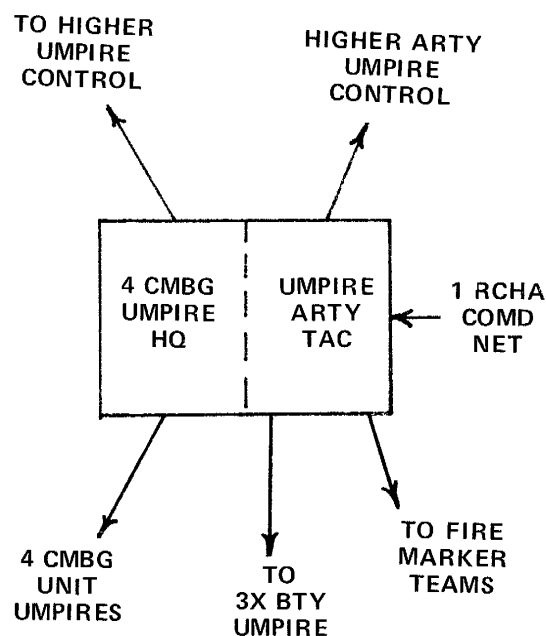 TO HIGHER
UMPIRE
CONTROL
HIGHER ARTY
UMPIRE
CONTROL
4 CMBG
UMPIRE
HQ
UMPIRE
ARTY
TAC
1 RCHA
COMD
NET
4 CMBG
UNIT
UMPIRES
TO
3X BTY
UMPIRE
TO FIRE
MARKER
TEAMS